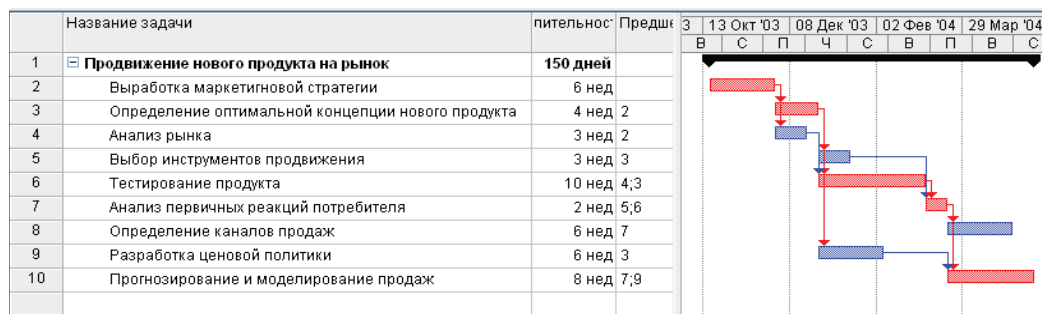 Название задачи пительнос Предше 3 13 Окт '03 08 Дек '03 02 Фев '04 29 Мар '04
В С П Ч С В П В С
1 Продвижение нового продукта на рынок 150 дней
2 Выработка маркетигновой стратегии 6 нед
3 Определение оптимальной концепции нового продукта 4 нед 2
4 Анализ рынка 3 нед 2
5 Выбор инструментов продвижения 3 нед 3
6 Тестирование продукта 10 нед 4;3
7 Анализ первичных реакций потребителя 2 нед 5;6
8 Определение каналов продаж 6 нед 7
9 Разработка ценовой политики 6 нед 3
10 Прогнозирование и моделирование продаж 8 нед 7;9